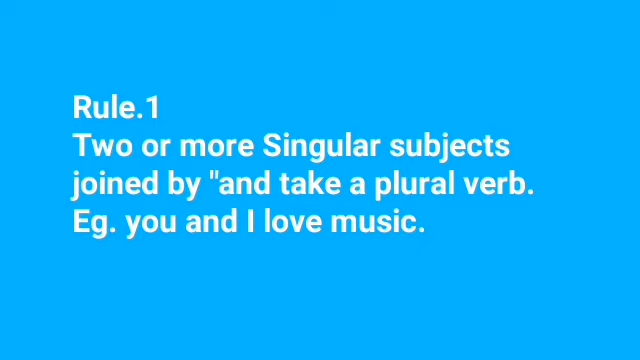 Rule.1
Two or more Singular subjects
joined by "and take a plural verb.
Eg. you and I love music.